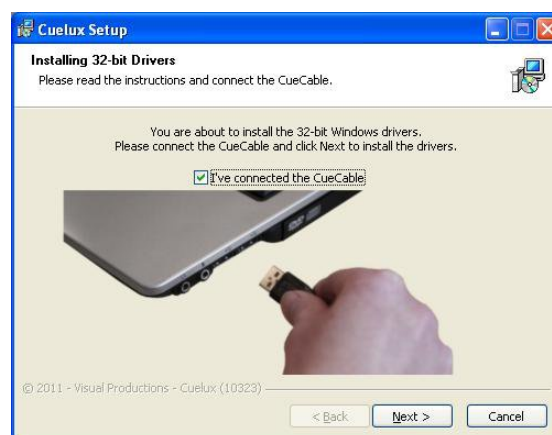 Cuelux Setup
Installing 32-bit Drivers
Please read the instructions and connect the CueCable.
You are about to install the 32-bit Windows drivers.
Please connect the CueCable and click Next to install the drivers.
I've connected the CueCable
© 2011 - Visual Productions - Cuelux (10323)
< Back
Next >
Cancel